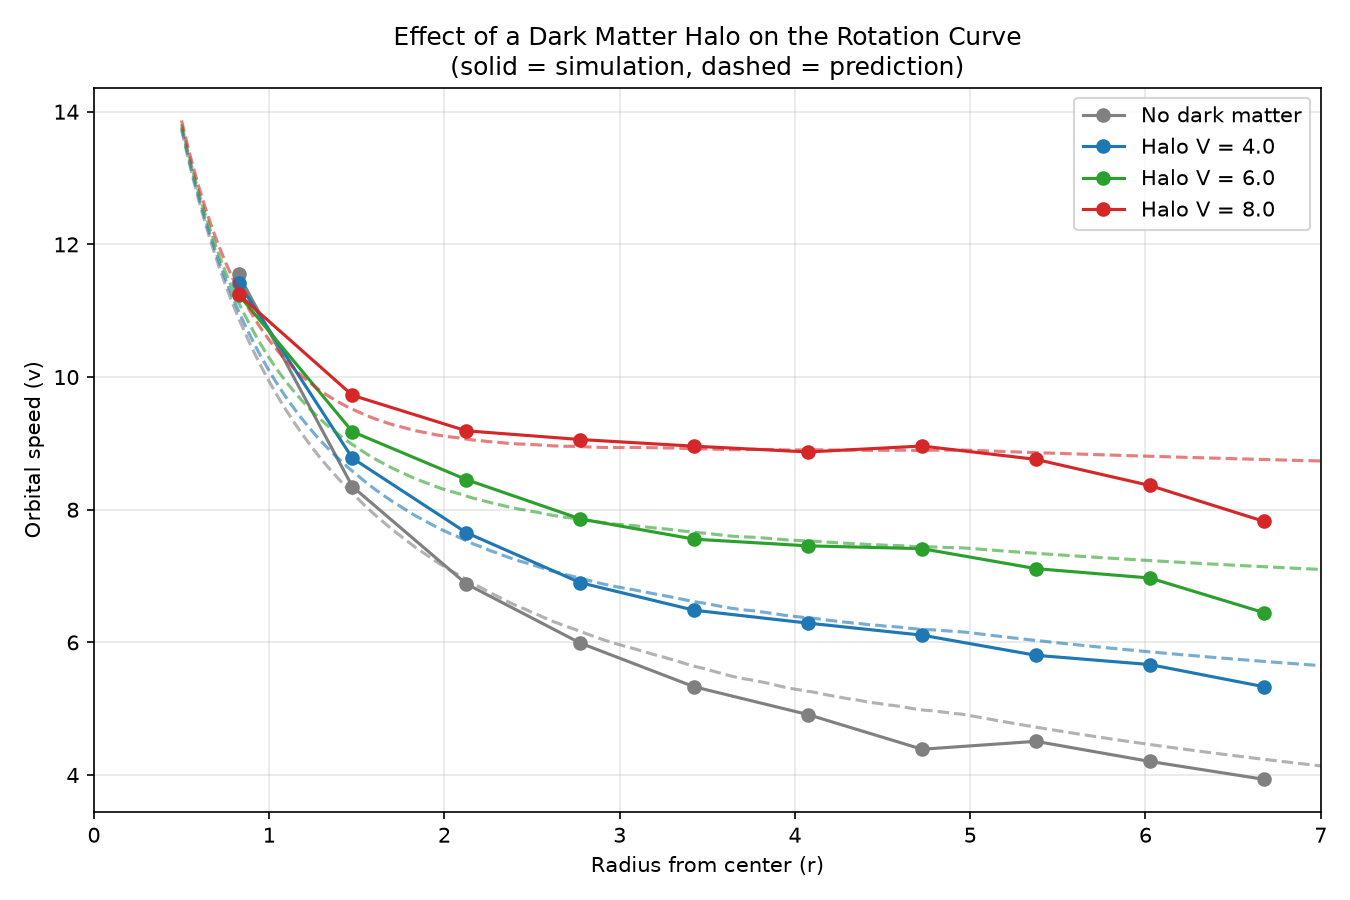 Effect of a Dark Matter Halo on the Rotation Curve
(solid = simulation, dashed = prediction)
14
12
10
8
6
4
Orbital speed (v)
No dark matter
Halo V = 4.0
Halo V = 6.0
Halo V = 8.0
0 1 2 3 4 5 6 7
Radius from center (r)